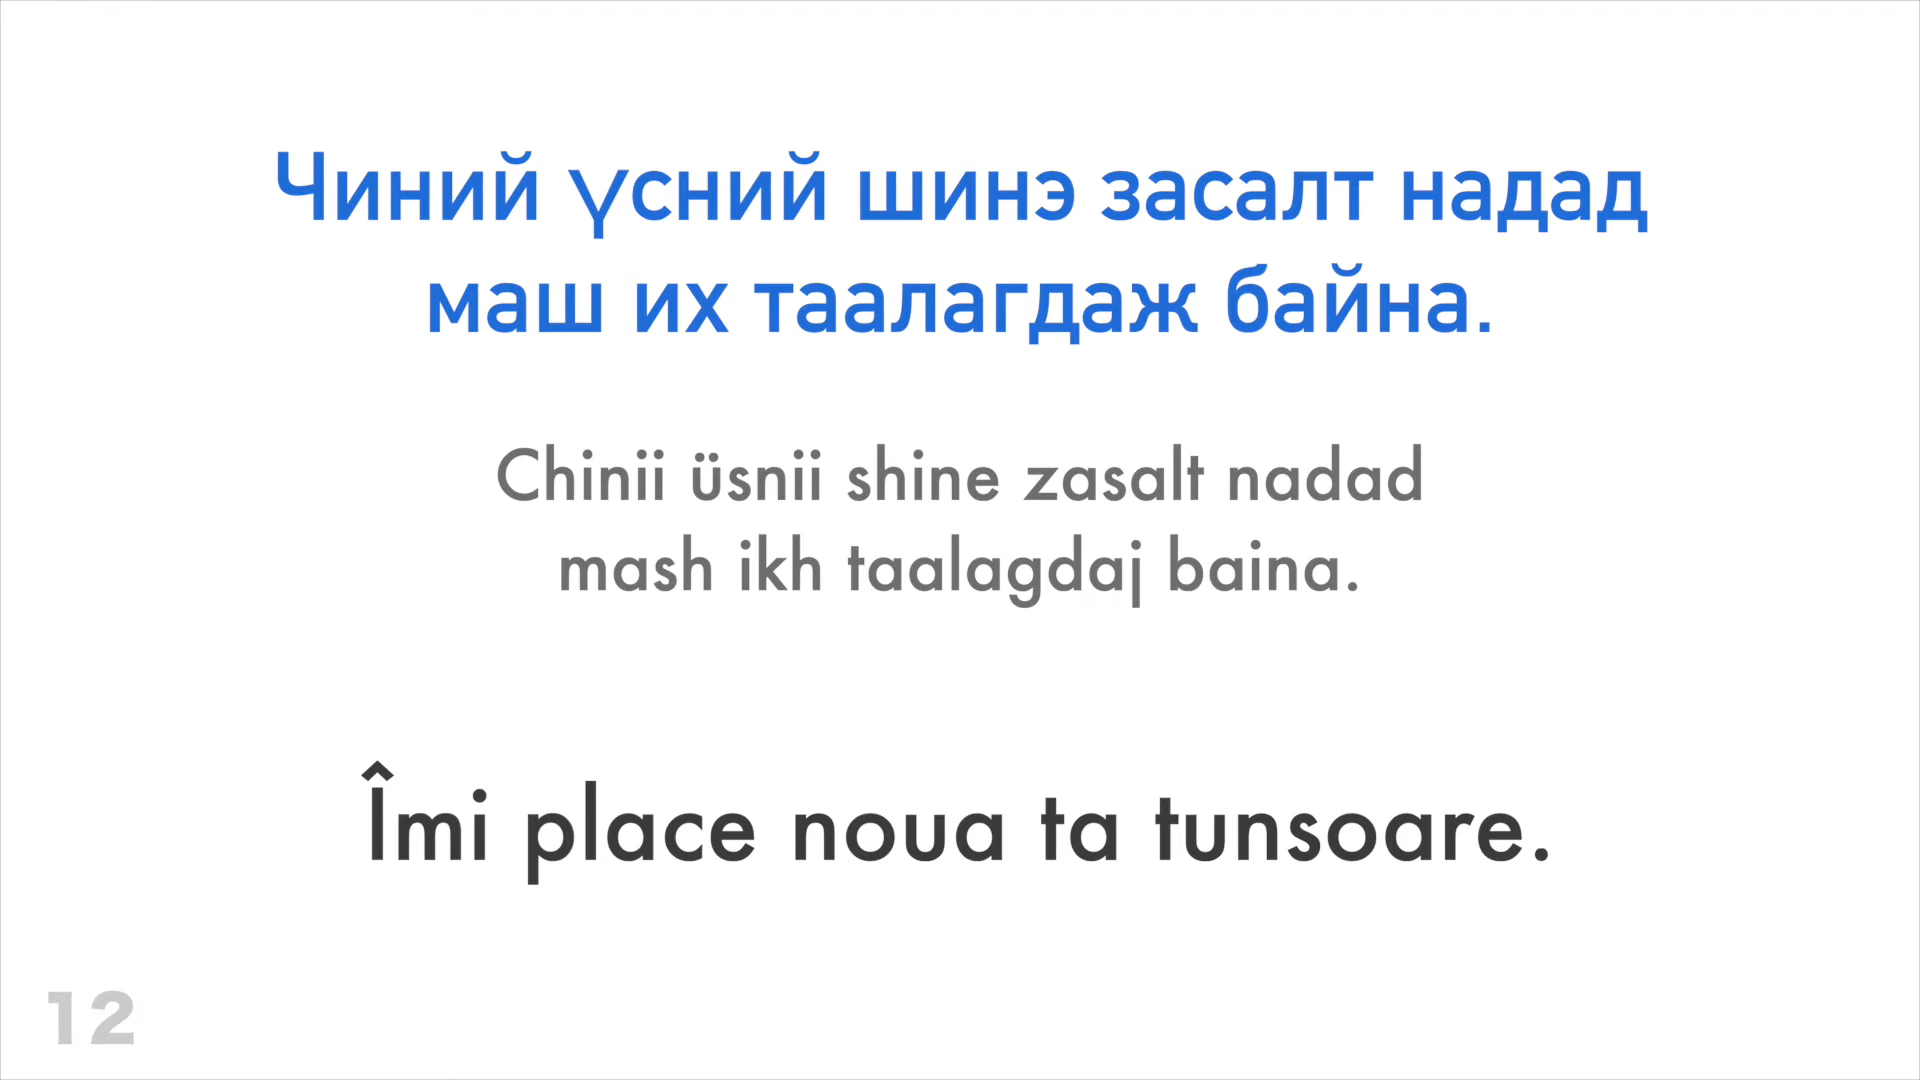 Чиний үсний шинэ засалт надад
маш их таалагдаж байна.
Chinii üsnii shine zasalt nadad
mash ikh taalagdaj baina.
Îmi place noua ta tunsoare.
12